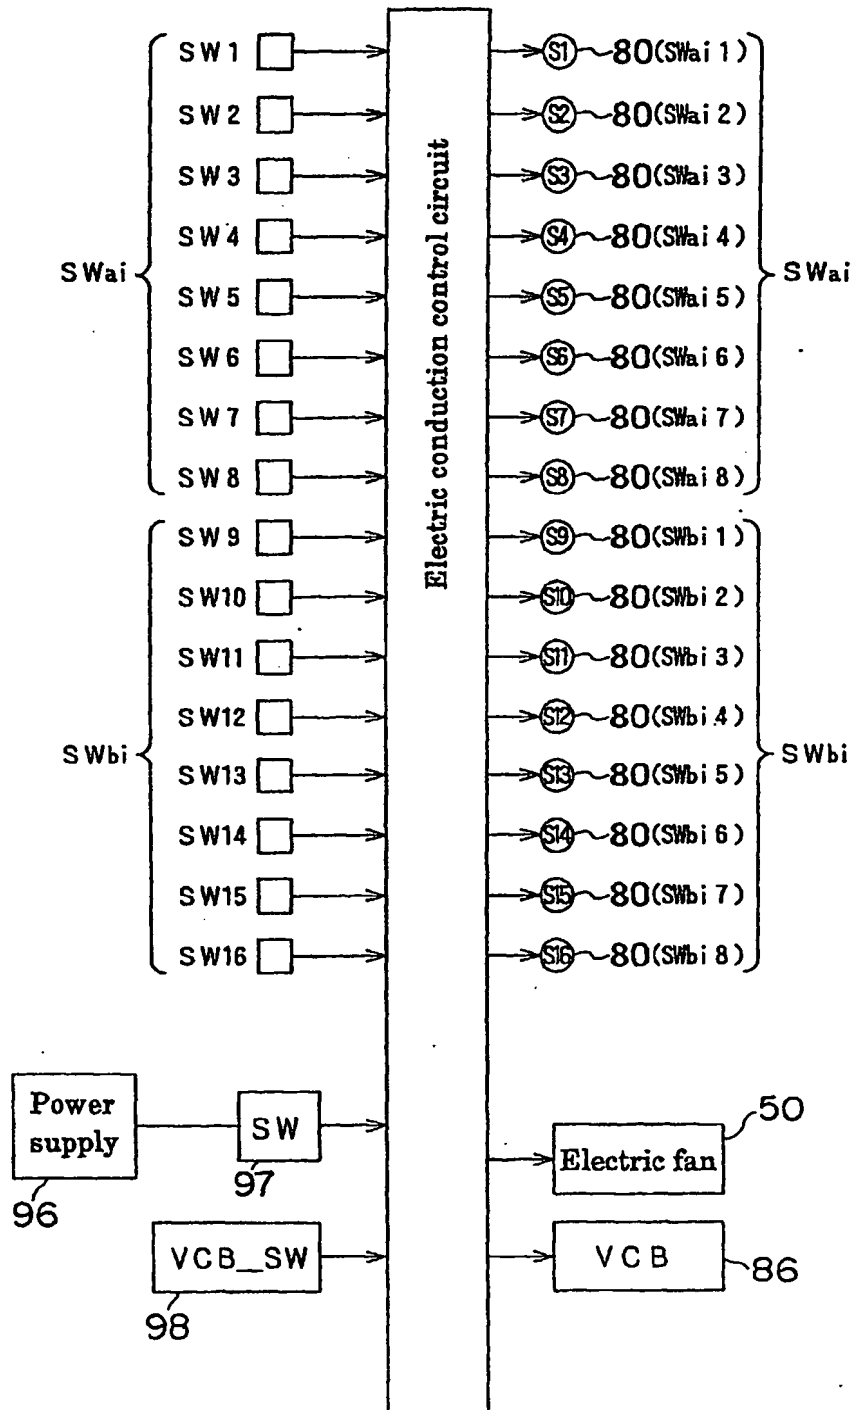 SW1
SW2
SW3
SW4
SWai
SW5
SW6
SW7
SW8
SW9
SW10
SW11
SW12
SWbi
SW13
SW14
SW15
SW16
Electric conduction control circuit
S1 80(SWai1)
S2 80(SWai2)
S3 80(SWai3)
S4 80(SWai4)
SWai
S5 80(SWai5)
S6 80(SWai6)
S7 80(SWai7)
S8 80(SWai8)
S9 80(SWbi1)
S10 80(SWbi2)
S11 80(SWbi3)
S12 80(SWbi4)
SWbi
S13 80(SWbi5)
S14 80(SWbi6)
S15 80(SWbi7)
S16 80(SWbi8)
Power
supply
96
SW
97
VCB_SW
98
50
Electric fan
VCB
86